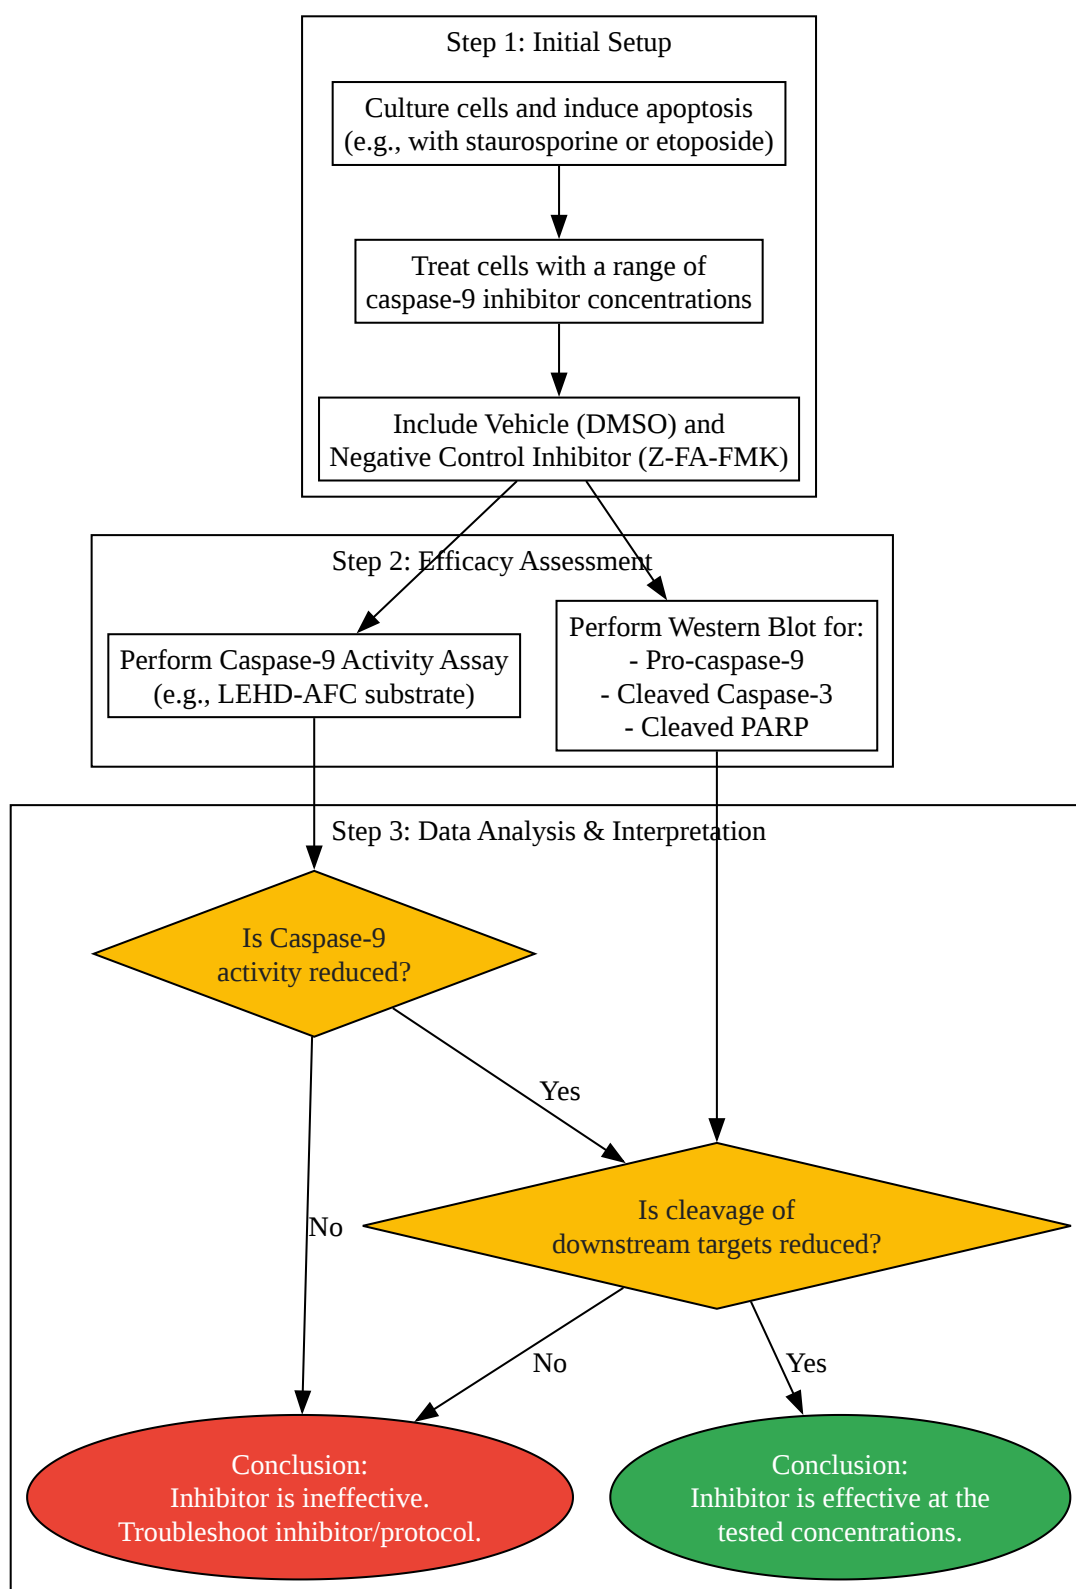 Step 1: Initial Setup
Culture cells and induce apoptosis
(e.g., with staurosporine or etoposide)
Treat cells with a range of
caspase-9 inhibitor concentrations
Include Vehicle (DMSO) and
Negative Control Inhibitor (Z-FA-FMK)
Step 2: Efficacy Assessment
Perform Caspase-9 Activity Assay
(e.g., LEHD-AFC substrate)
Perform Western Blot for:
- Pro-caspase-9
- Cleaved Caspase-3
- Cleaved PARP
Step 3: Data Analysis & Interpretation
Is Caspase-9
activity reduced?
Yes
No
Is cleavage of
downstream targets reduced?
No
Yes
Conclusion:
Inhibitor is ineffective.
Troubleshoot inhibitor/protocol.
Conclusion:
Inhibitor is effective at the
tested concentrations.